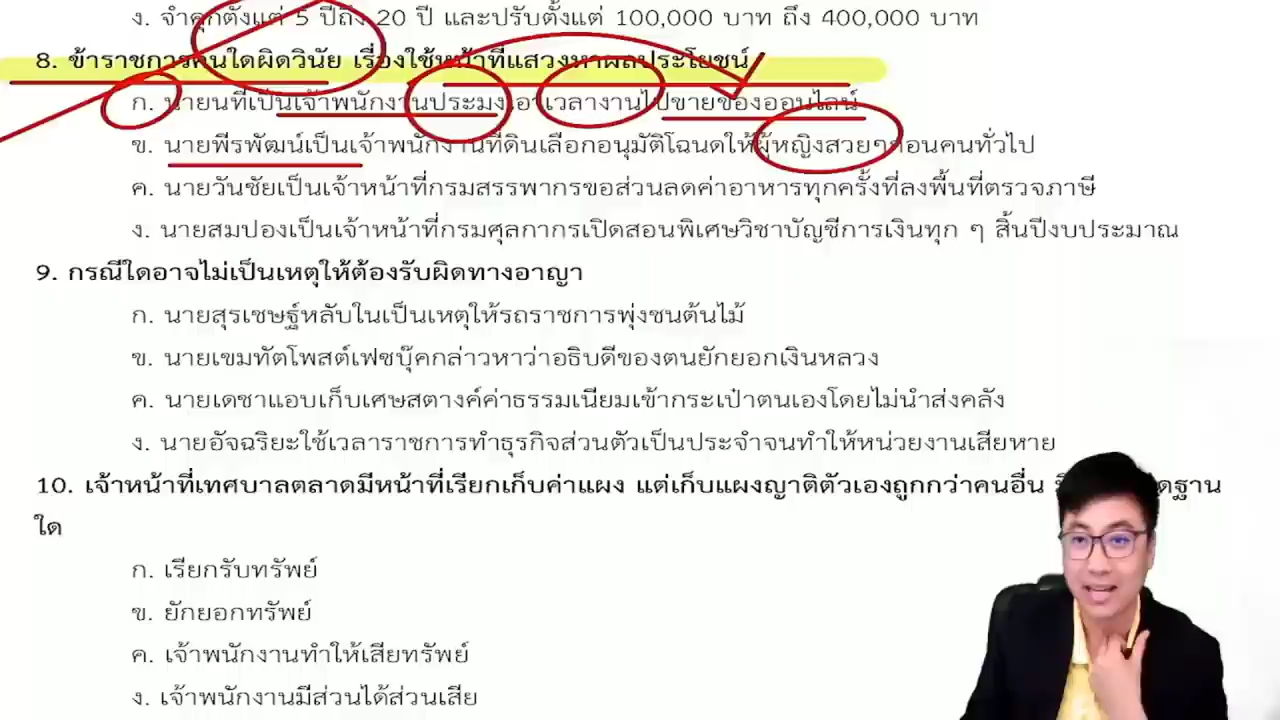 ง. จำคุกตั้งแต่ 5 ปีถึง 20 ปี และปรับตั้งแต่ 100,000 บาท ถึง 400,000 บาท
8. ข้าราชการคนใดผิดวินัย เรื่องใช้หน้าที่แสวงหาผลประโยชน์
ก. นายนที่เป็นเจ้าพนักงานประมงเอาเวลางานไปขายของออนไลน์
ข. นายพีรพัฒน์เป็นเจ้าพนักงานที่ดินเลือกอนุมัติโฉนดให้ผู้หญิงสวยๆก่อนคนทั่วไป
ค. นายวันชัยเป็นเจ้าหน้าที่กรมสรรพากรขอส่วนลดค่าอาหารทุกครั้งที่ลงพื้นที่ตรวจภาษี
ง. นายสมปองเป็นเจ้าหน้าที่กรมศุลกากรเปิดสอนพิเศษวิชาบัญชีการเงินทุก ๆ สิ้นปีงบประมาณ
9. กรณีใดอาจไม่เป็นเหตุให้ต้องรับผิดทางอาญา
ก. นายสุรเชษฐ์หลับในเป็นเหตุให้รถราชการพุ่งชนต้นไม้
ข. นายเขมทัตโพสต์เฟซบุ๊คกล่าวหาว่าอธิบดีของตนยักยอกเงินหลวง
ค. นายเดชาแอบเก็บเศษสตางค์ค่าธรรมเนียมเข้ากระเป๋าตนเองโดยไม่นำส่งคลัง
ง. นายอัจฉริยะใช้เวลาราชการทำธุรกิจส่วนตัวเป็นประจำจนทำให้หน่วยงานเสียหาย
10. เจ้าหน้าที่เทศบาลตลาดมีหน้าที่เรียกเก็บค่าแผง แต่เก็บแผงญาติตัวเองถูกกว่าคนอื่น ฐาน
ใด
ก. เรียกรับทรัพย์
ข. ยักยอกทรัพย์
ค. เจ้าพนักงานทำให้เสียทรัพย์
ง. เจ้าพนักงานมีส่วนได้ส่วนเสีย